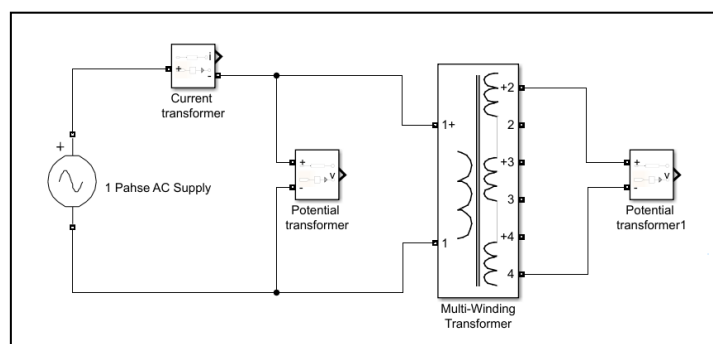 i
+
-
Current
transformer
+
1 Pahse AC Supply
+
-
v
Potential
transformer
1+
1
+2
2
+3
3
+4
4
Multi-Winding
Transformer
+
-
v
Potential
transformer1